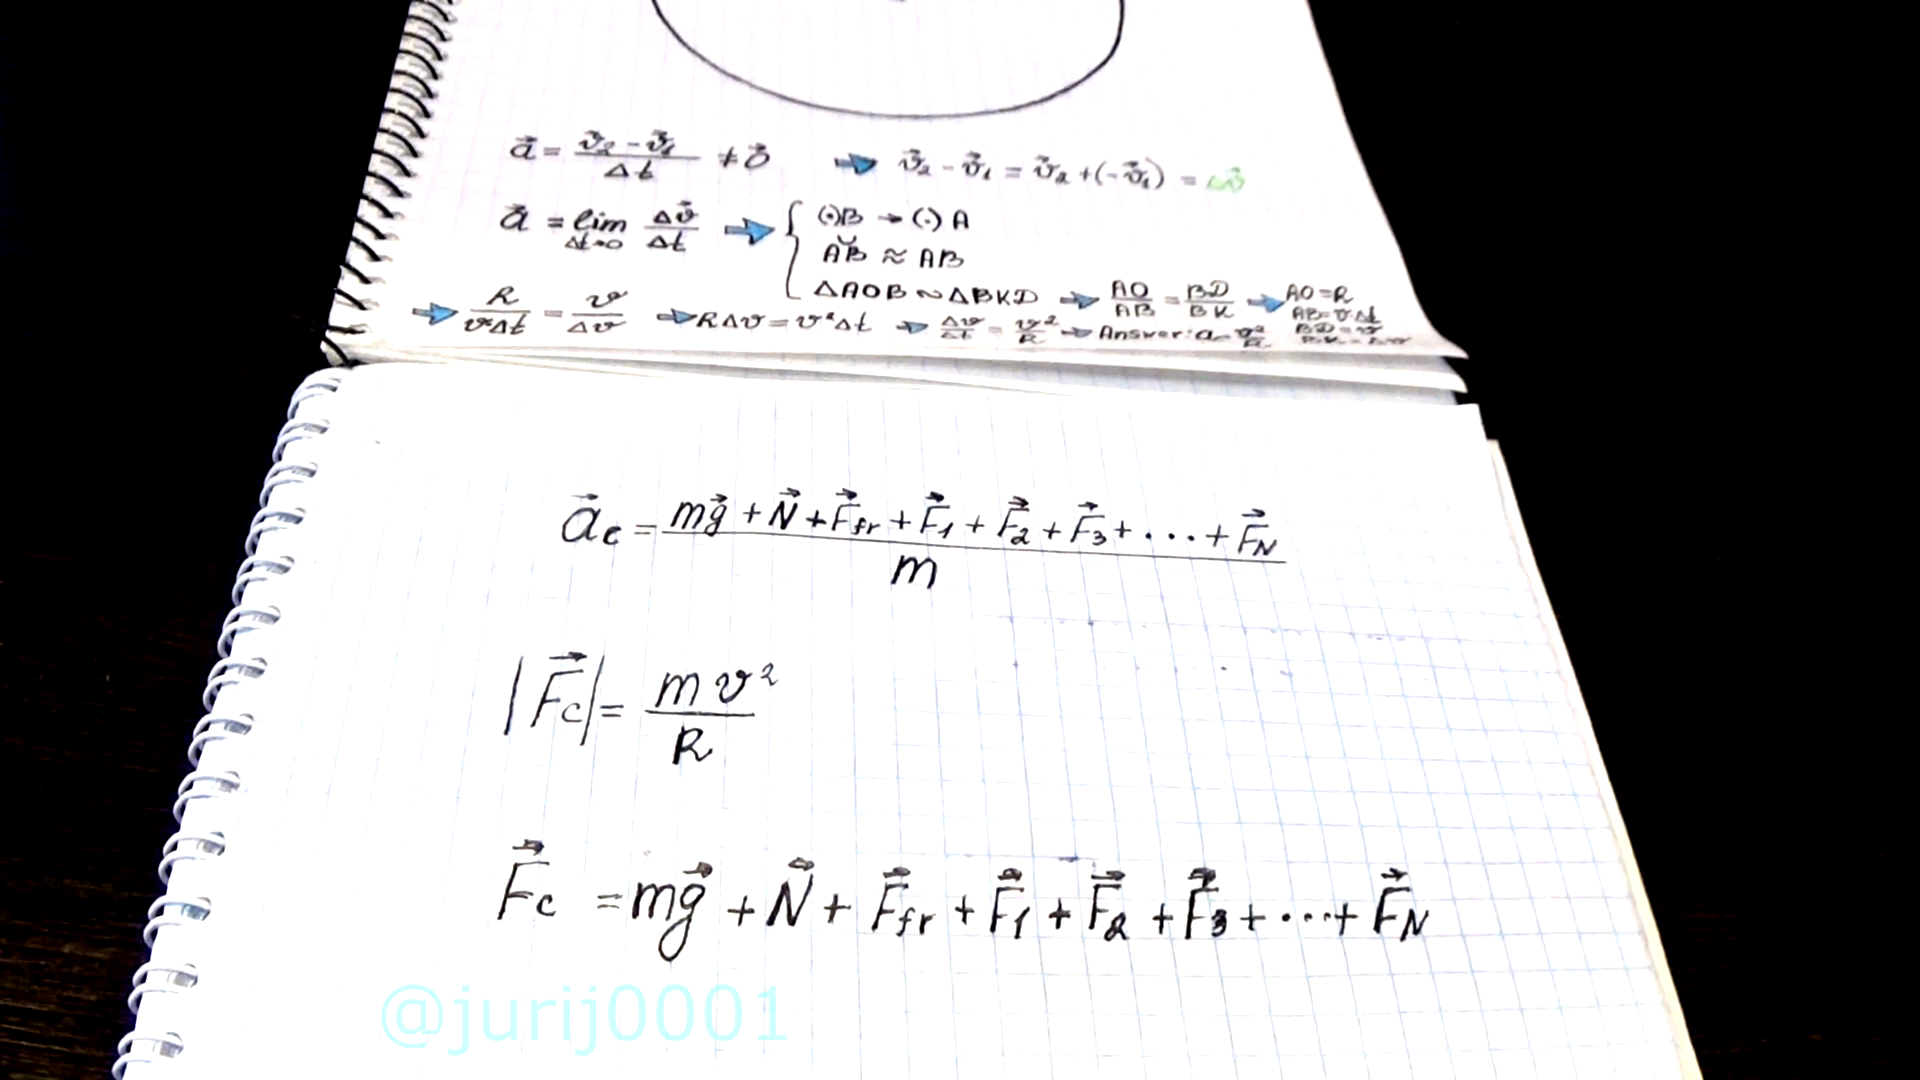 a⃗ = (v⃗₂ − v⃗₁)/Δt ≠ 0⃗ ➡ v⃗₂ − v⃗₁ = v⃗₂ + (−v⃗₁) = Δv⃗
a⃗ = lim Δt→0 Δv⃗/Δt ➡ { (·)B → (·)A
A͝B ≈ AB
ΔAOB ~ ΔBKD ➡ AO/AB = BD/BK ➡ AO = R
AB = vΔt
BD = v
➡ R/vΔt = v/Δv ➡ RΔv = v²Δt ➡ Δv/Δt = v²/R ➡ Answer: a = v²/R
a⃗c = (mg⃗ + N⃗ + F⃗fr + F⃗₁ + F⃗₂ + F⃗₃ + ... + F⃗N)/m
|F⃗c| = mv²/R
F⃗c = mg⃗ + N⃗ + F⃗fr + F⃗₁ + F⃗₂ + F⃗₃ + ... + F⃗N
@jurij0001